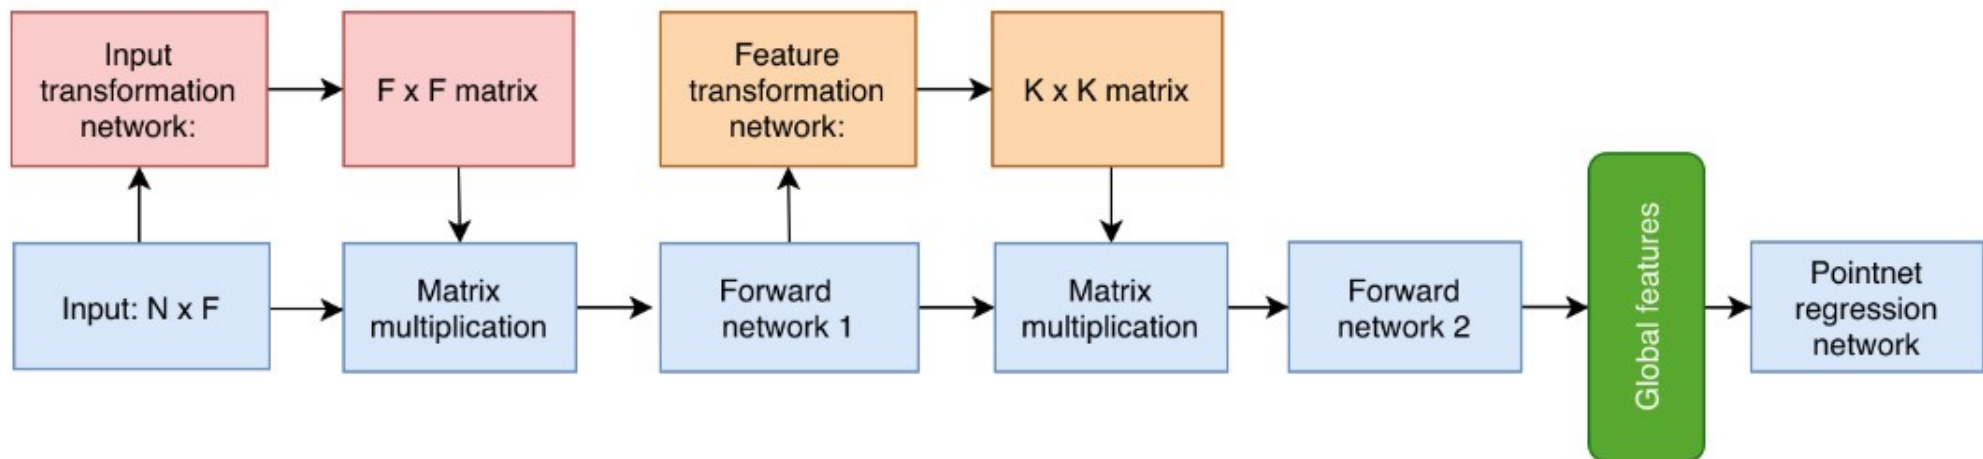 Input
transformation
network:
F x F matrix
Feature
transformation
network:
K x K matrix
Input: N x F
Matrix
multiplication
Forward
network 1
Matrix
multiplication
Forward
network 2
Global features
Pointnet
regression
network